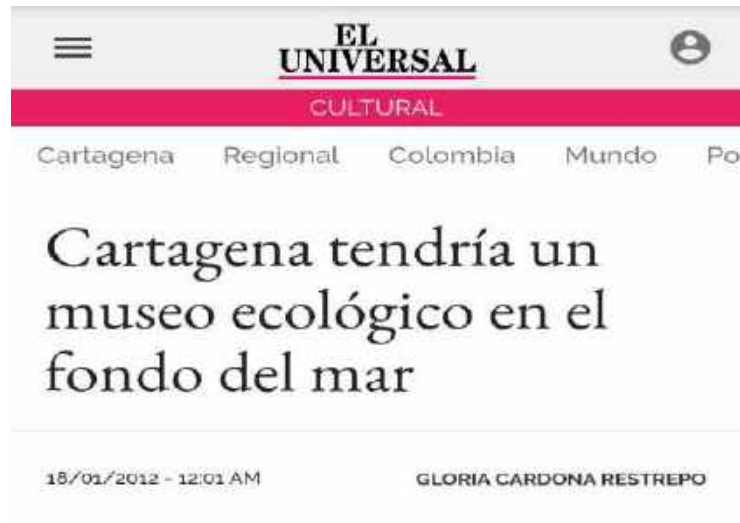 EL
UNIVERSAL
CULTURAL
Cartagena Regional Colombia Mundo Po
Cartagena tendría un
museo ecológico en el
fondo del mar
18/01/2012 - 12:01 AM GLORIA CARDONA RESTREPO